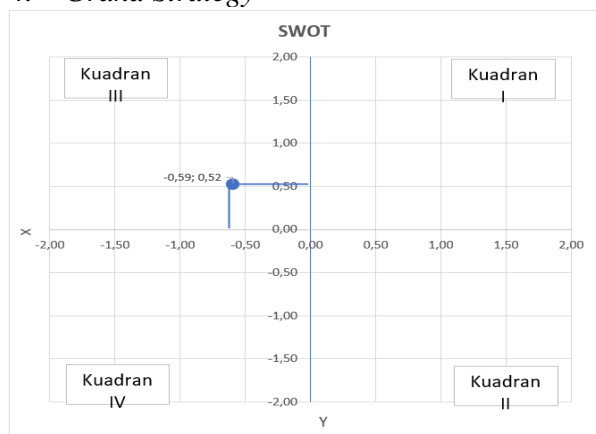 4. Grand Strategy
SWOT
Kuadran
III
Kuadran
I
2,00
1,50
1,00
-0,59; 0,52
0,50
0,00
X
-2,00 -1,50 -1,00 -0,50 0,00 0,50 1,00 1,50 2,00
-0,50
-1,00
-1,50
Kuadran
IV
Kuadran
II
-2,00
Y